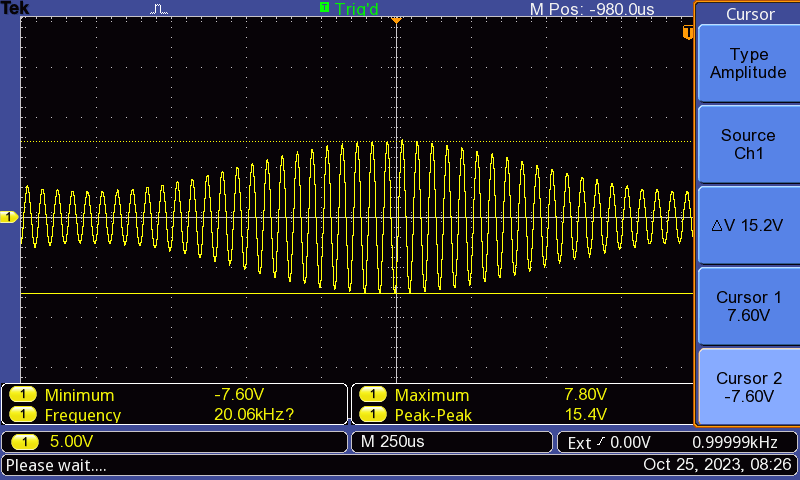 Tek Trig'd M Pos: -980.0us
T
T
Cursor
Type
Amplitude
Source
Ch1
△V 15.2V
1
Cursor 1
7.60V
Cursor 2
-7.60V
1 Minimum -7.60V 1 Maximum 7.80V
1 Frequency 20.06kHz? 1 Peak-Peak 15.4V
1 5.00V M 250us Ext / 0.00V 0.99999kHz
Please wait.... Oct 25, 2023, 08:26